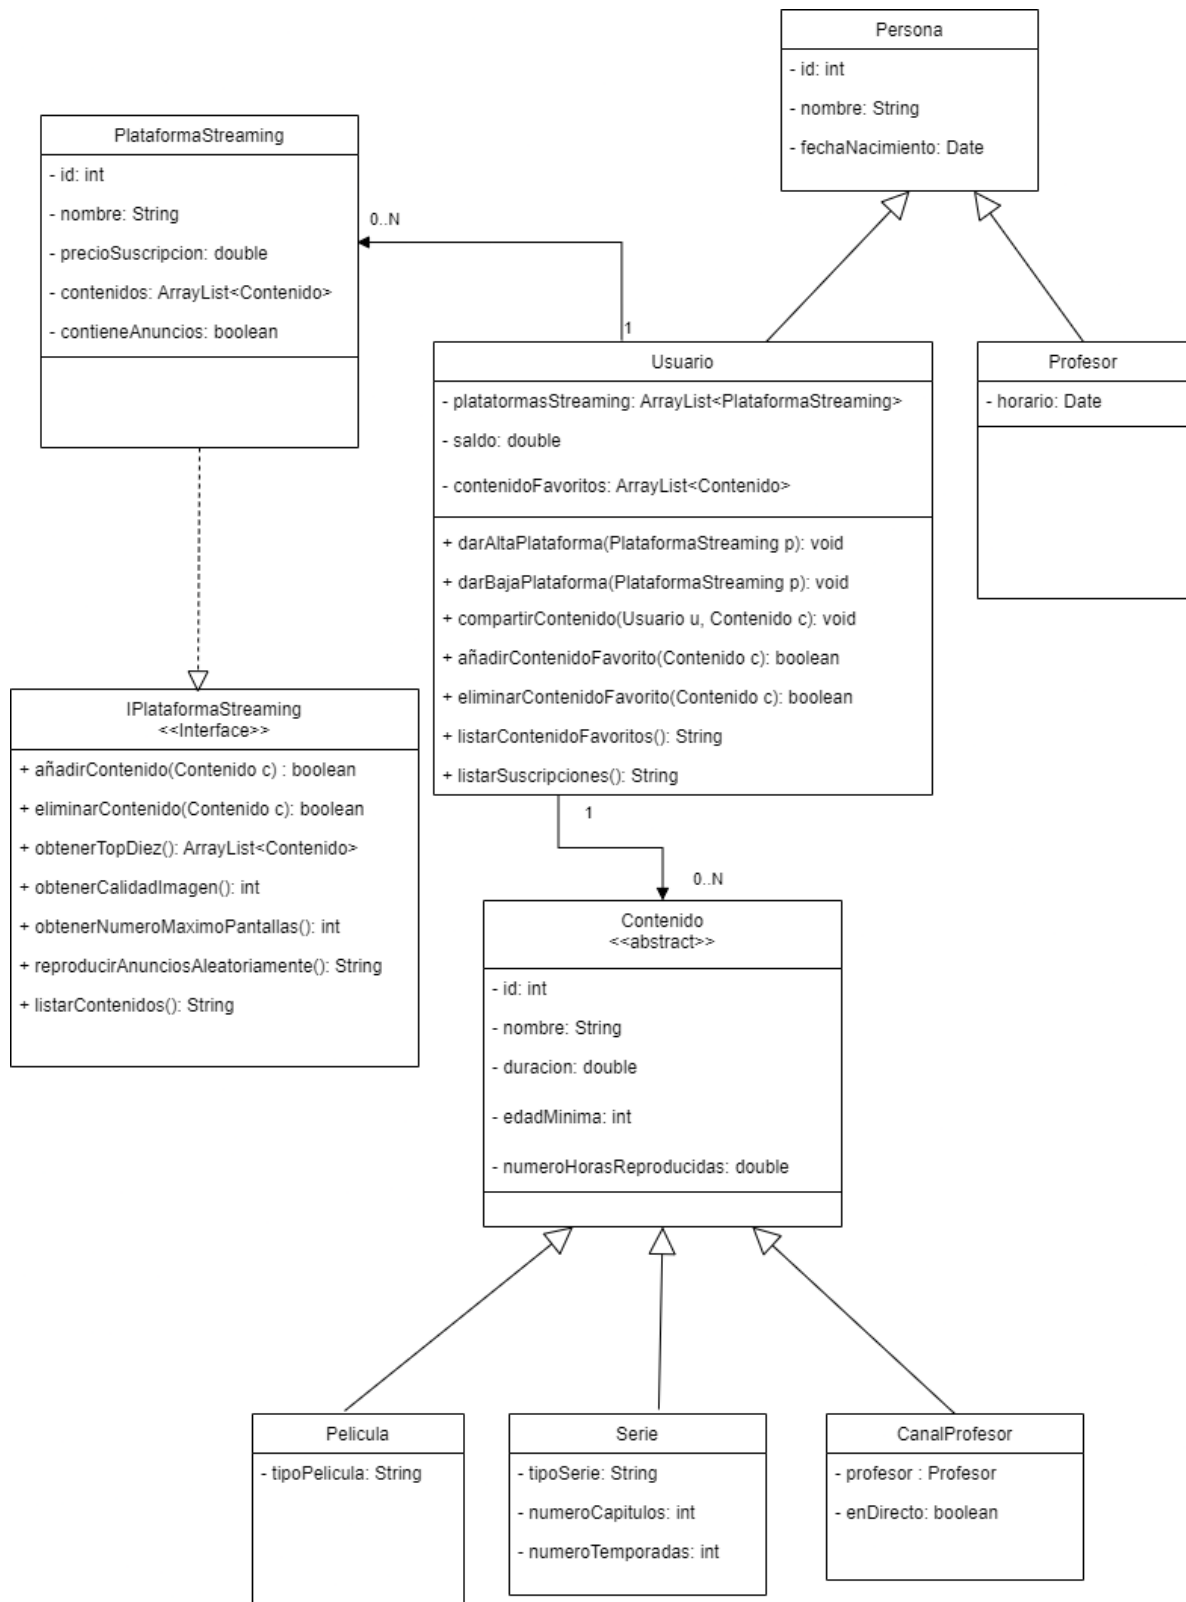 Persona
- id: int
- nombre: String
- fechaNacimiento: Date
PlataformaStreaming
- id: int
- nombre: String
- precioSuscripcion: double
- contenidos: ArrayList<Contenido>
- contieneAnuncios: boolean
0..N
1
Usuario
- platatormasStreaming: ArrayList<PlataformaStreaming>
- saldo: double
- contenidoFavoritos: ArrayList<Contenido>
+ darAltaPlataforma(PlataformaStreaming p): void
+ darBajaPlataforma(PlataformaStreaming p): void
+ compartirContenido(Usuario u, Contenido c): void
+ añadirContenidoFavorito(Contenido c): boolean
+ eliminarContenidoFavorito(Contenido c): boolean
+ listarContenidoFavoritos(): String
+ listarSuscripciones(): String
Profesor
- horario: Date
IPlataformaStreaming
<<Interface>>
+ añadirContenido(Contenido c) : boolean
+ eliminarContenido(Contenido c): boolean
+ obtenerTopDiez(): ArrayList<Contenido>
+ obtenerCalidadImagen(): int
+ obtenerNumeroMaximoPantallas(): int
+ reproducirAnunciosAleatoriamente(): String
+ listarContenidos(): String
1
0..N
Contenido
<<abstract>>
- id: int
- nombre: String
- duracion: double
- edadMinima: int
- numeroHorasReproducidas: double
Pelicula
- tipoPelicula: String
Serie
- tipoSerie: String
- numeroCapitulos: int
- numeroTemporadas: int
CanalProfesor
- profesor : Profesor
- enDirecto: boolean